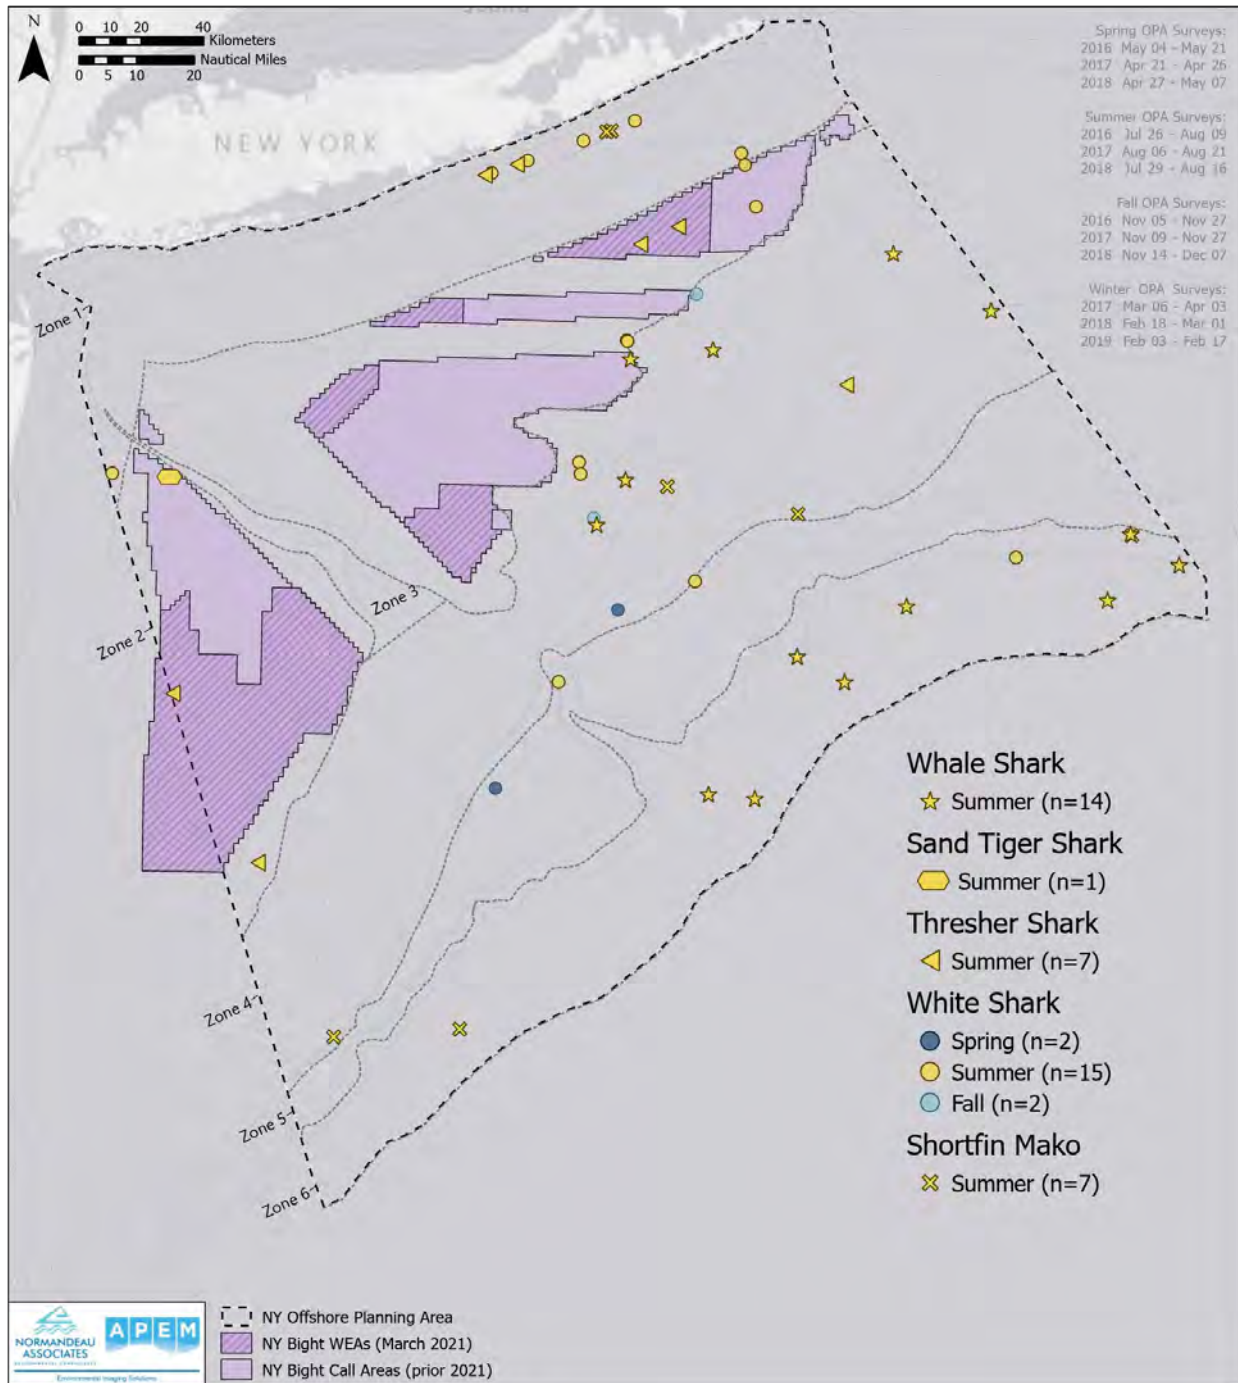 N
0 10 20 40
Kilometers
Nautical Miles
0 5 10 20
Spring OPA Surveys:
2016 May 04 - May 21
2017 Apr 21 - Apr 26
2018 Apr 27 - May 07
Summer OPA Surveys:
2016 Jul 26 - Aug 09
2017 Aug 06 - Aug 21
2018 Jul 29 - Aug 16
Fall OPA Surveys:
2016 Nov 05 - Nov 27
2017 Nov 09 - Nov 27
2018 Nov 14 - Dec 07
Winter OPA Surveys:
2017 Mar 06 - Apr 03
2018 Feb 18 - Mar 01
2019 Feb 03 - Feb 17
NEW YORK
Zone 1
Zone 3
Zone 2
Zone 4
Zone 5
Zone 6
Whale Shark
Summer (n=14)
Sand Tiger Shark
Summer (n=1)
Thresher Shark
Summer (n=7)
White Shark
Spring (n=2)
Summer (n=15)
Fall (n=2)
Shortfin Mako
Summer (n=7)
NORMANDEAU
ASSOCIATES
ENVIRONMENTAL CONSULTANTS
APEM
Environmental Imaging Solutions
NY Offshore Planning Area
NY Bight WEAs (March 2021)
NY Bight Call Areas (prior 2021)